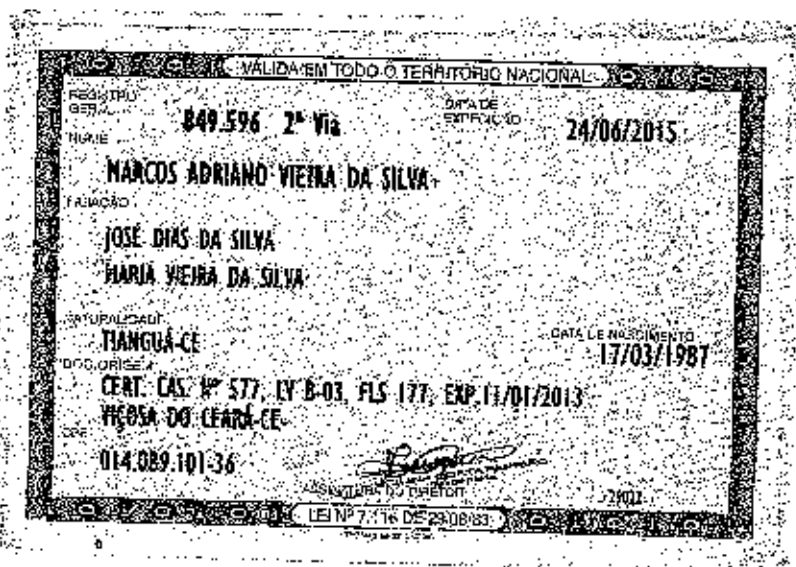 VÁLIDA EM TODO O TERRITÓRIO NACIONAL
REGISTRO GERAL 849.596 2ª Via DATA DE EXPEDIÇÃO 24/06/2015
NOME
MARCOS ADRIANO VIEIRA DA SILVA
FILIAÇÃO
JOSÉ DIAS DA SILVA
MARIA VIEIRA DA SILVA
NATURALIDADE DATA DE NASCIMENTO
TIANGUÁ-CE 17/03/1987
DOC. ORIGEM
CERT. CAS. Nº 577, LV B-03, FLS 177, EXP.11/01/2013
VIÇOSA DO CEARÁ-CE
CPF
014.089.101-36
ASSINATURA DO DIRETOR
LEI Nº 7.116 DE 29/08/83